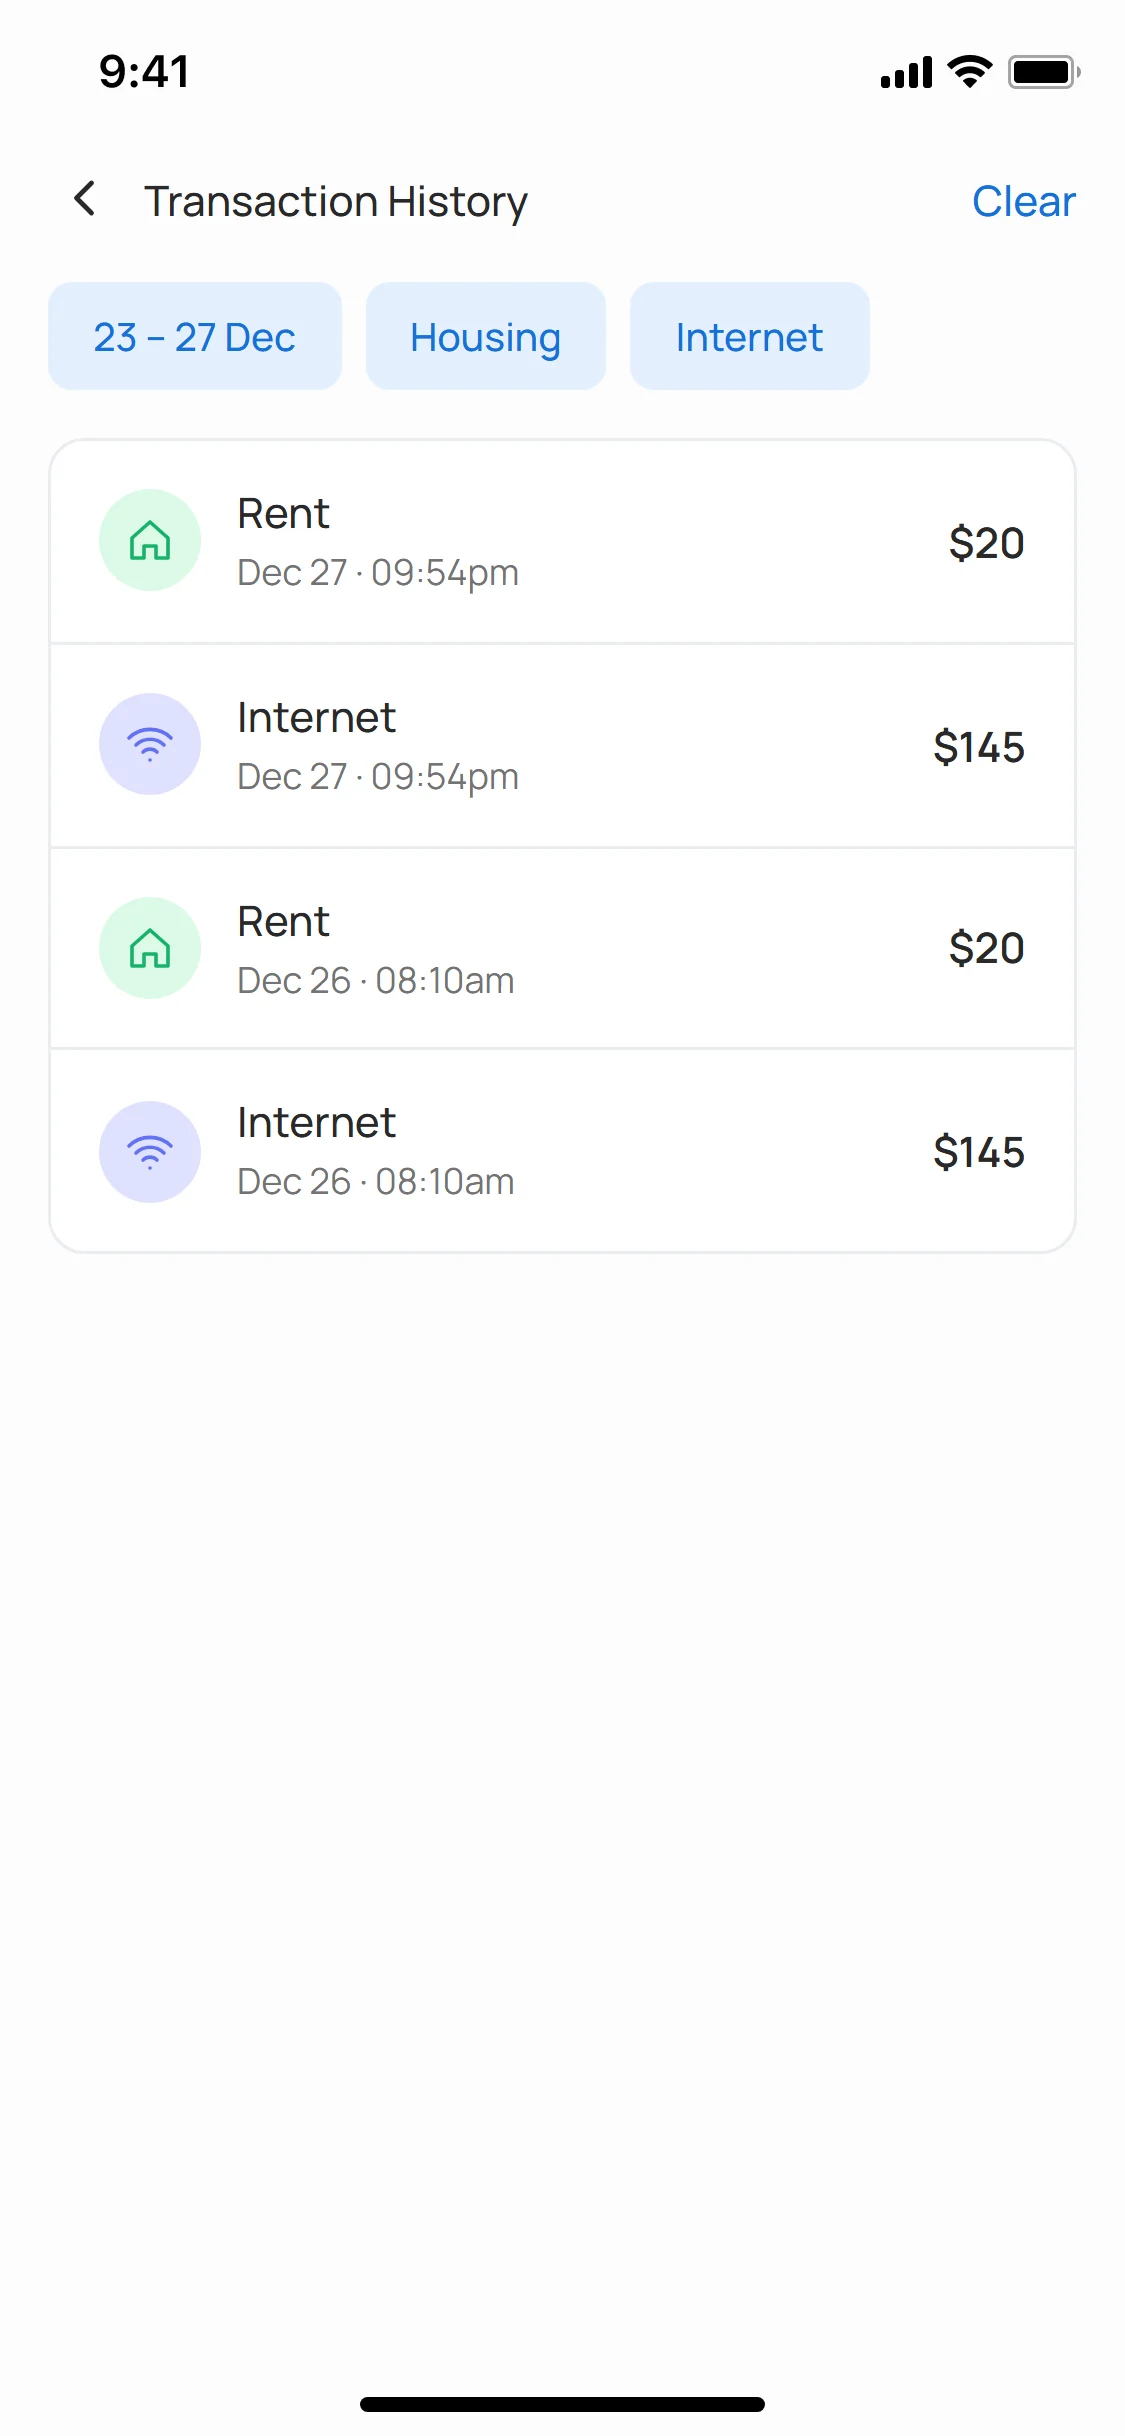 9:41
Transaction History
Clear
23 – 27 Dec
Housing
Internet
Rent
Dec 27 · 09:54pm
$20
Internet
Dec 27 · 09:54pm
$145
Rent
Dec 26 · 08:10am
$20
Internet
Dec 26 · 08:10am
$145